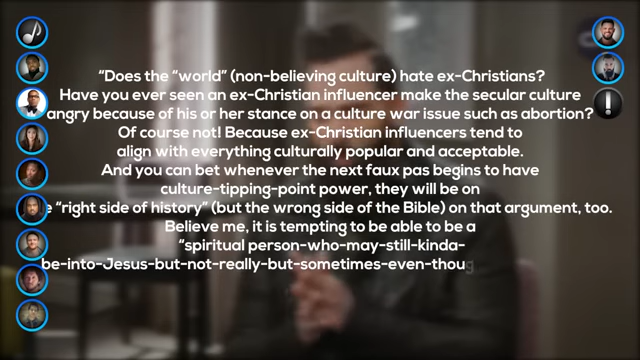 “Does the “world” (non-believing culture) hate ex-Christians?
Have you ever seen an ex-Christian influencer make the secular culture
angry because of his or her stance on a culture war issue such as abortion?
Of course not! Because ex-Christian influencers tend to
align with everything culturally popular and acceptable.
And you can bet whenever the next faux pas begins to have
culture-tipping-point power, they will be on
e “right side of history” (but the wrong side of the Bible) on that argument, too.
Believe me, it is tempting to be able to be a
“spiritual person-who-may-still-kinda-
be-into-Jesus-but-not-really-but-sometimes-even-thoug